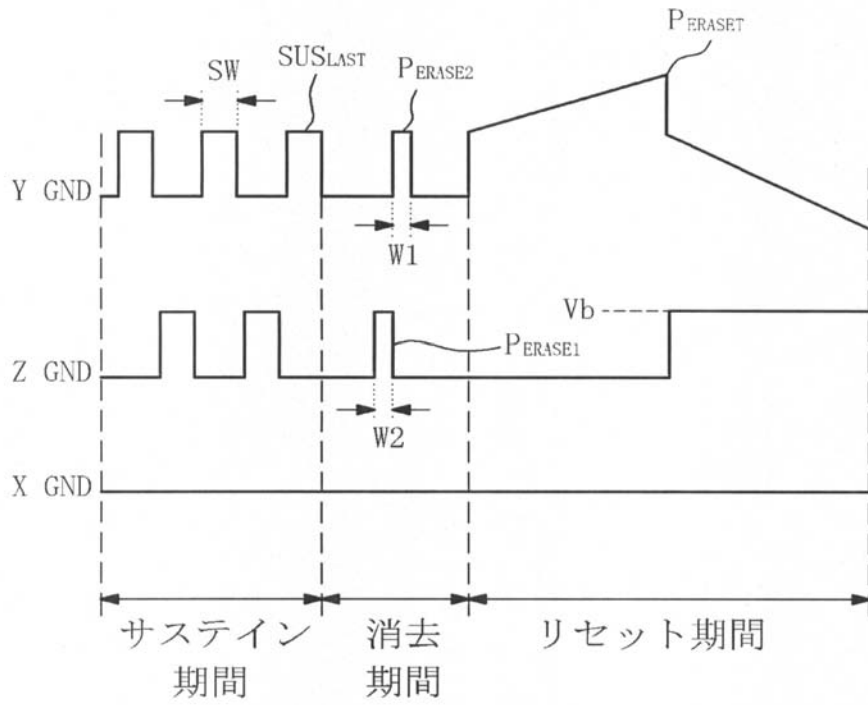 PERASET
SUSLAST
SW
PERASE2
Y GND
W1
Vb
PERASE1
Z GND
W2
X GND
サステイン
期間
消去
期間
リセット期間